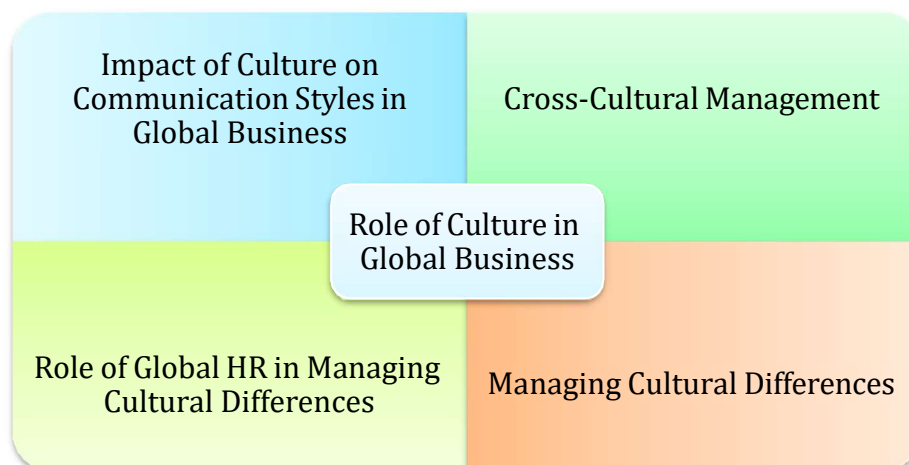 Impact of Culture on
Communication Styles in
Global Business
Cross-Cultural Management
Role of Culture in
Global Business
Role of Global HR in Managing
Cultural Differences
Managing Cultural Differences